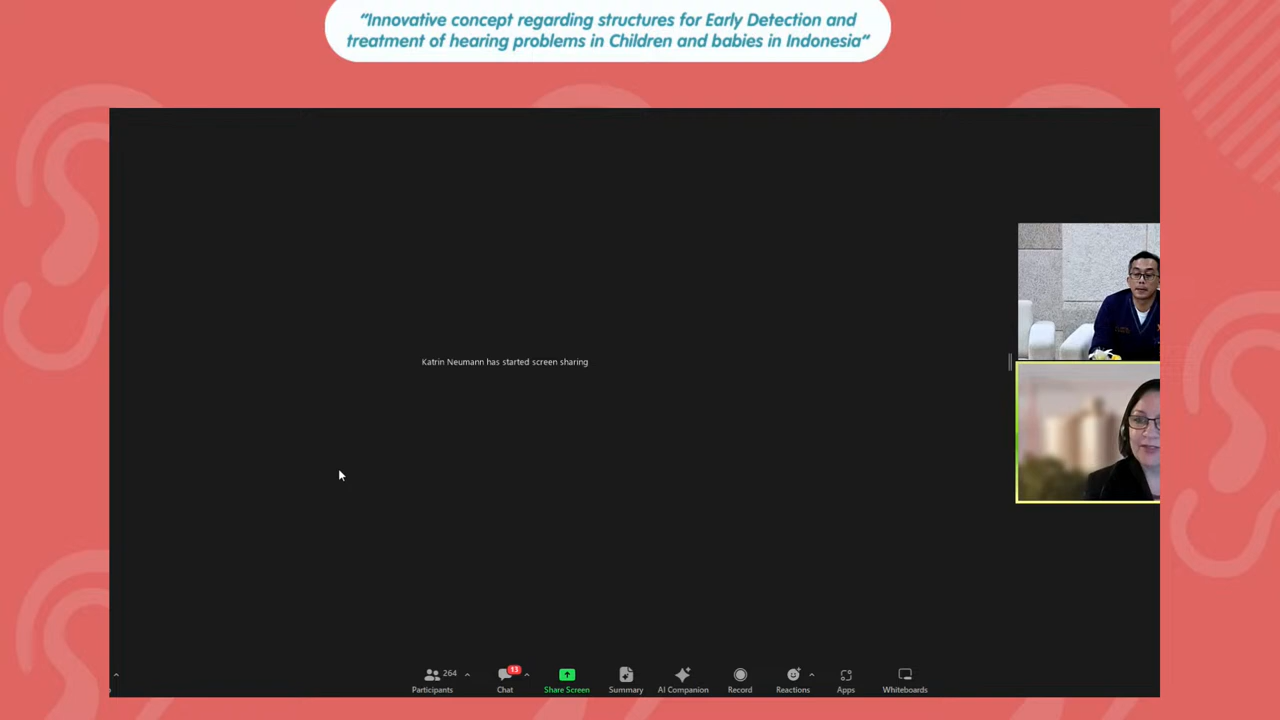 “Innovative concept regarding structures for Early Detection and
treatment of hearing problems in Children and babies in Indonesia“
Katrin Neumann has started screen sharing
264
13
Participants
Chat
Share Screen
Summary
AI Companion
Record
Reactions
Apps
Whiteboards